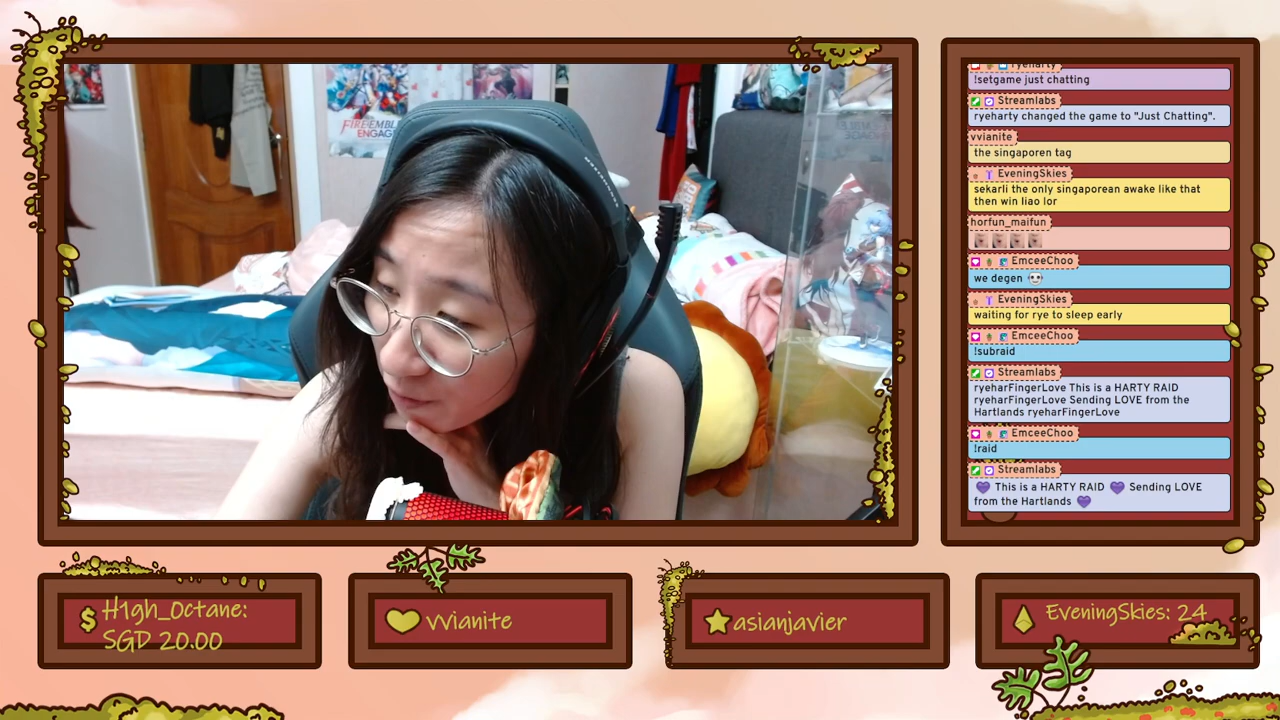 FIRE EMBLEM
ENGAGE
ryeharty
!setgame just chatting
Streamlabs
ryeharty changed the game to "Just Chatting".
vvianite
the singaporen tag
EveningSkies
sekarli the only singaporean awake like that
then win liao lor
horfun_maifun
EmceeChoo
we degen
EveningSkies
waiting for rye to sleep early
EmceeChoo
!subraid
Streamlabs
ryeharFingerLove This is a HARTY RAID
ryeharFingerLove Sending LOVE from the
Hartlands ryeharFingerLove
EmceeChoo
!raid
Streamlabs
This is a HARTY RAID Sending LOVE
from the Hartlands
$ H1gh_Octane:
SGD 20.00
vvianite
asianjavier
EveningSkies: 24